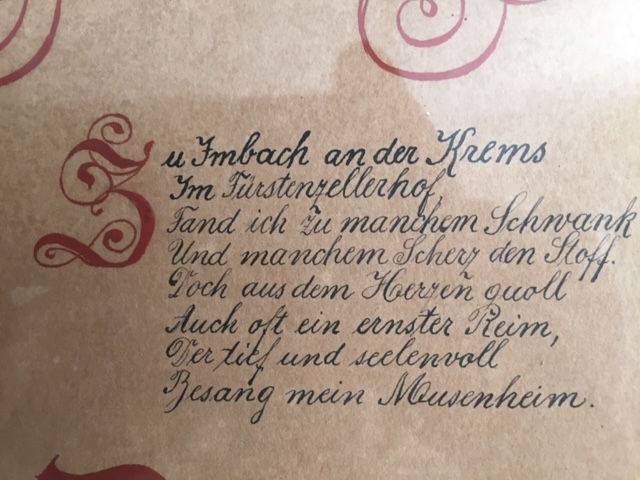 Zu Imbach an der Krems
Im Fürstenzellerhof,
Fand ich zu manchem Schwank
Und manchem Scherz den Stoff.
Doch aus dem Herzen quoll
Auch oft ein ernster Reim,
Der tief und seelenvoll
Besang mein Musenheim.